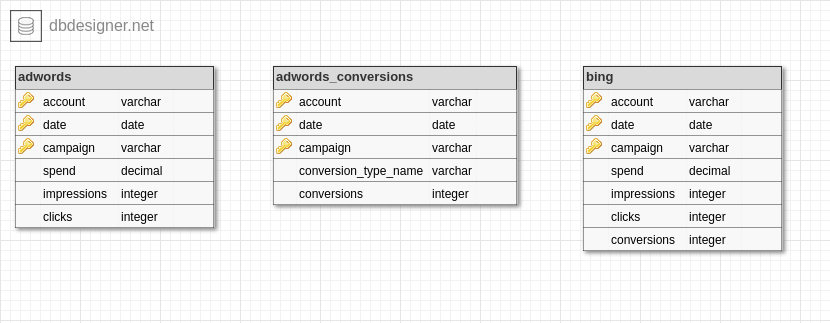 dbdesigner.net
adwords
account varchar
date date
campaign varchar
spend decimal
impressions integer
clicks integer
adwords_conversions
account varchar
date date
campaign varchar
conversion_type_name varchar
conversions integer
bing
account varchar
date date
campaign varchar
spend decimal
impressions integer
clicks integer
conversions integer